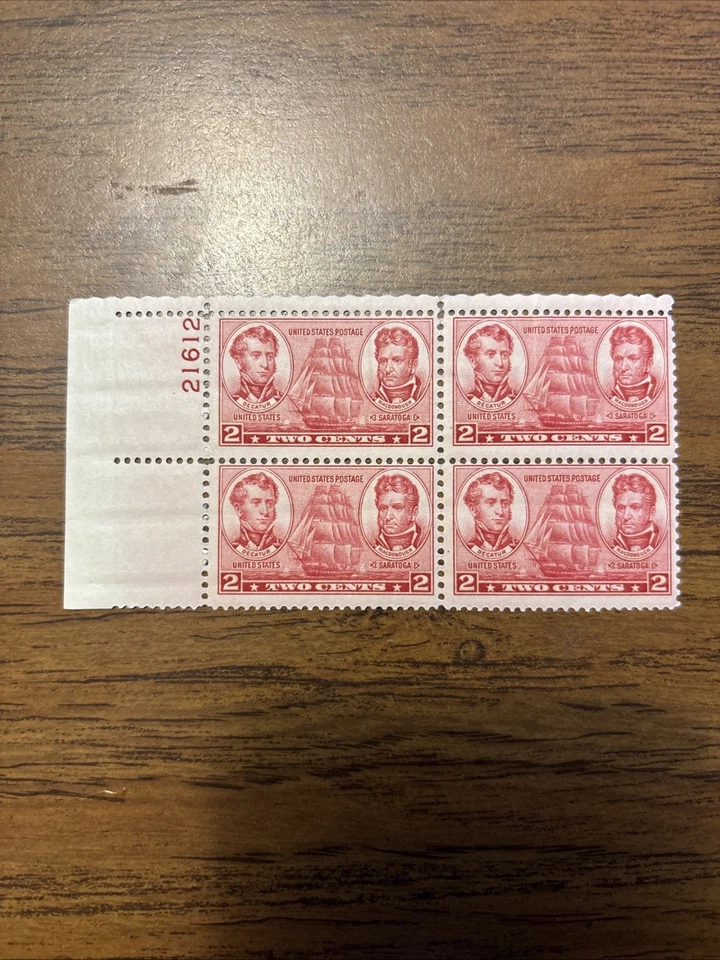 21612
UNITED STATES POSTAGE
DECATUR
MACDONOUGH
UNITED STATES
SARATOGA
2 ★ TWO CENTS ★ 2
UNITED STATES POSTAGE
DECATUR
MACDONOUGH
UNITED STATES
SARATOGA
2 ★ TWO CENTS ★ 2
UNITED STATES POSTAGE
DECATUR
MACDONOUGH
UNITED STATES
SARATOGA
2 ★ TWO CENTS ★ 2
UNITED STATES POSTAGE
DECATUR
MACDONOUGH
UNITED STATES
SARATOGA
2 ★ TWO CENTS ★ 2